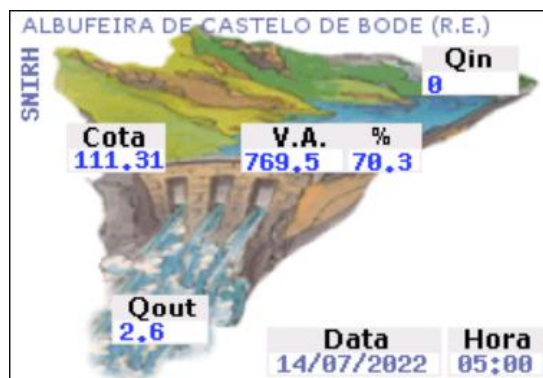 ALBUFEIRA DE CASTELO DE BODE (R.E.)
SNIRH
Qin
0
Cota
111.31
V.A. %
769.5 70.3
Qout
2.6
Data Hora
14/07/2022 05:00